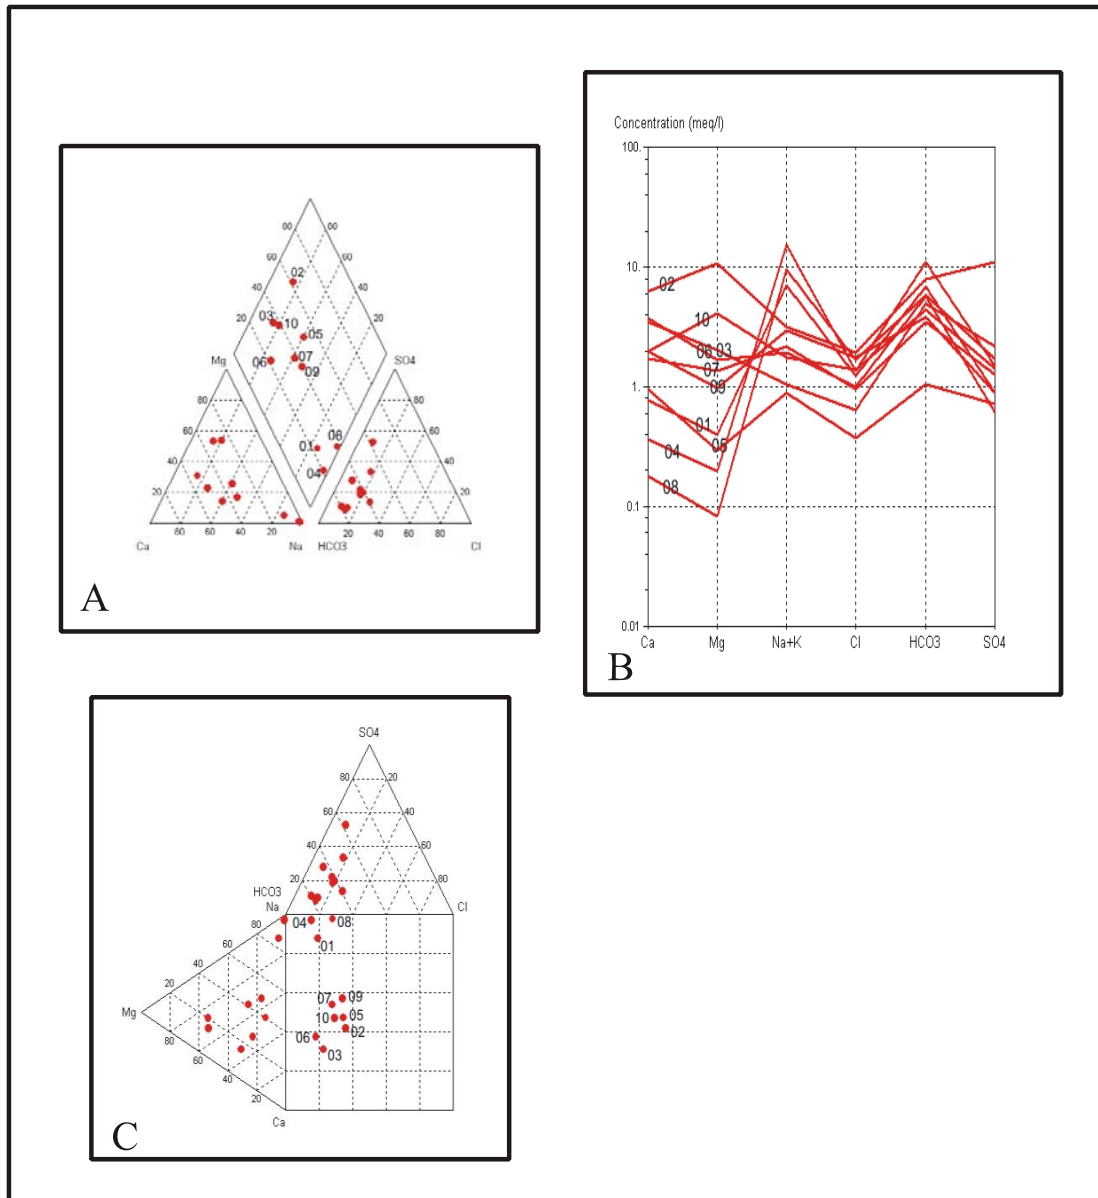 Concentration (meq/l)
100.
10.
1.
0.1
0.01
Ca Mg Na+K Cl HCO3 SO4
02
10
06 03
07
09
01
05
04
08
B
00 00
60 60
02
40 40
03 10
20 05 20
Mg 06 07 SO4
09
80 80
60 60
01 08
40 40
04
20 20
80 60 40 20 20 40 60 80
Ca Na HCO3 Cl
A
SO4
80 20
60 40
40 60
20 80
HCO3
Na Cl
04 08
80 01
60
40
20 07 09
Mg 10 05
80 06 02
60 03
40
20
Ca
C